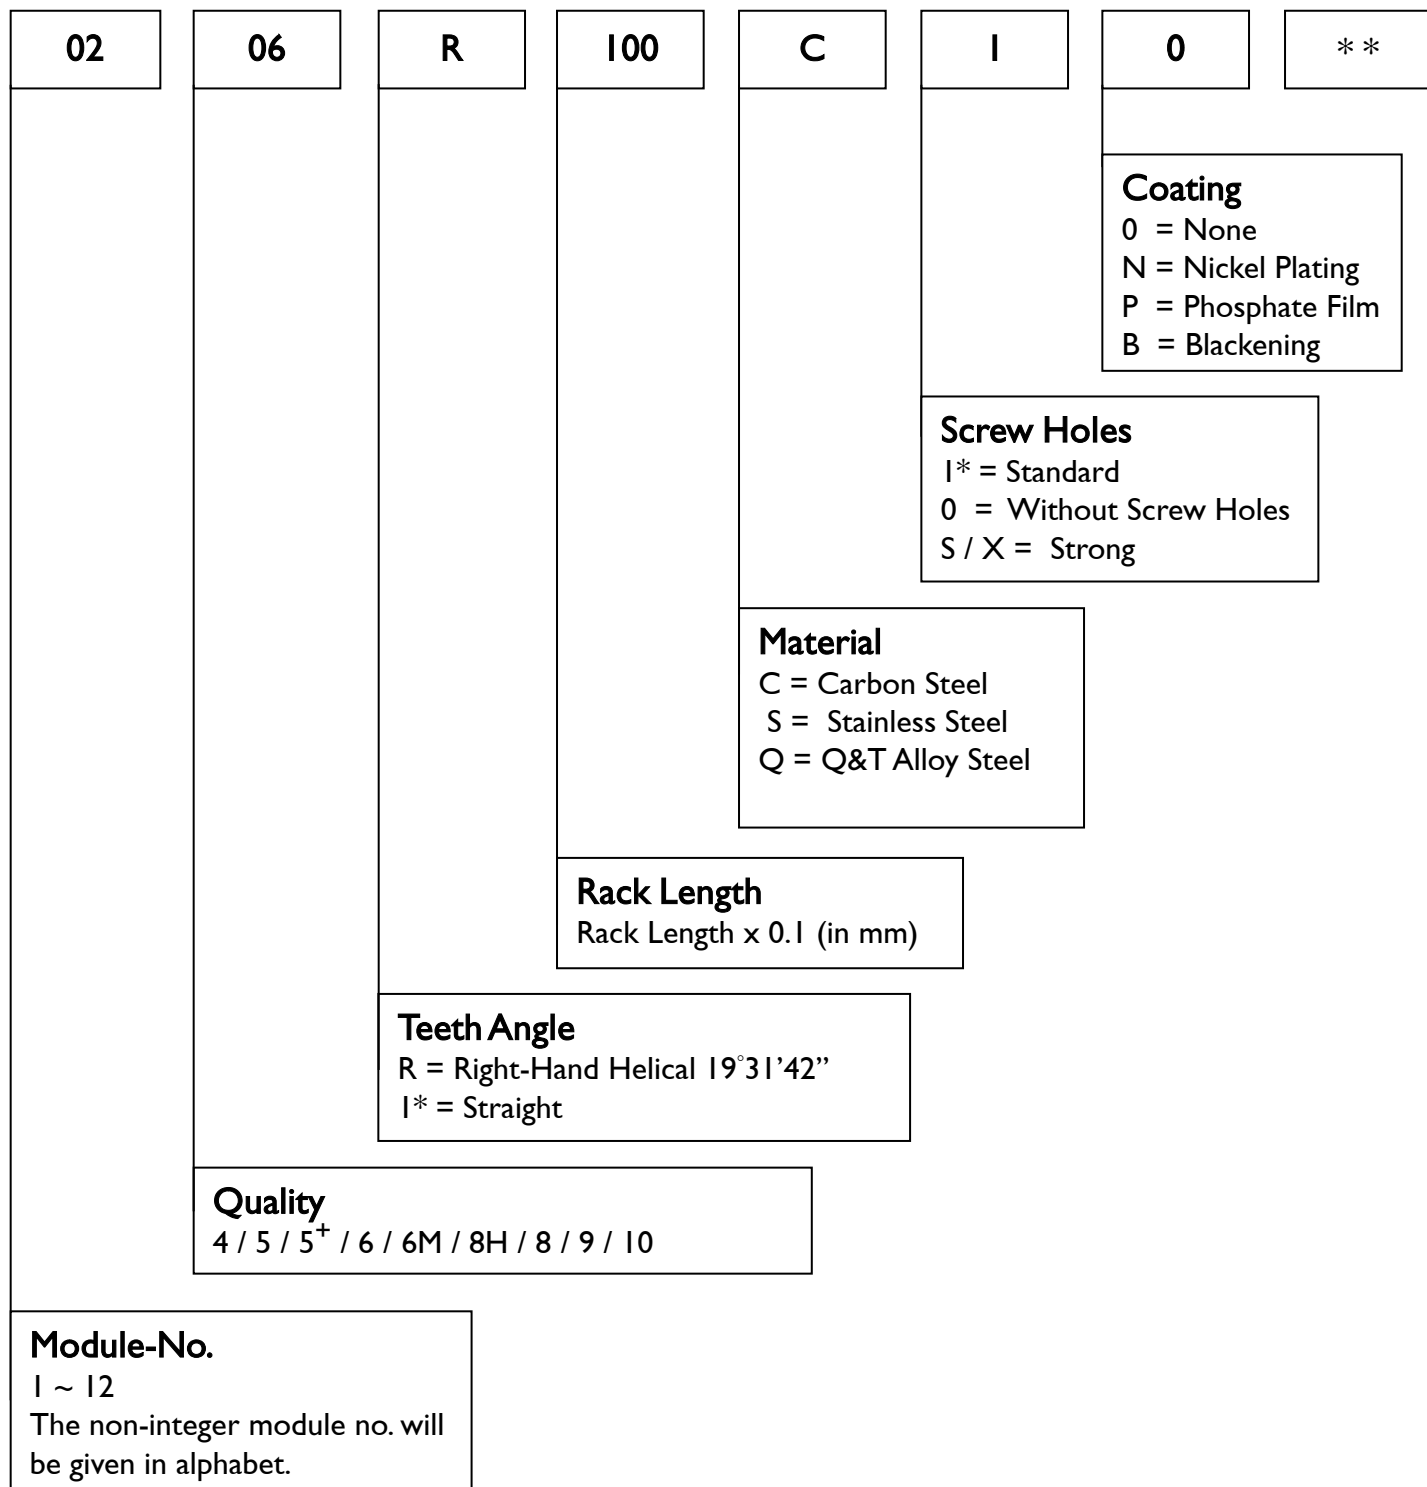 02 06 R 100 C 1 0 **
Coating
0 = None
N = Nickel Plating
P = Phosphate Film
B = Blackening
Screw Holes
1* = Standard
0 = Without Screw Holes
S / X = Strong
Material
C = Carbon Steel
S = Stainless Steel
Q = Q&T Alloy Steel
Rack Length
Rack Length x 0.1 (in mm)
Teeth Angle
R = Right-Hand Helical 19°31’42”
1* = Straight
Quality
4 / 5 / 5⁺ / 6 / 6M / 8H / 8 / 9 / 10
Module-No.
1 ~ 12
The non-integer module no. will
be given in alphabet.